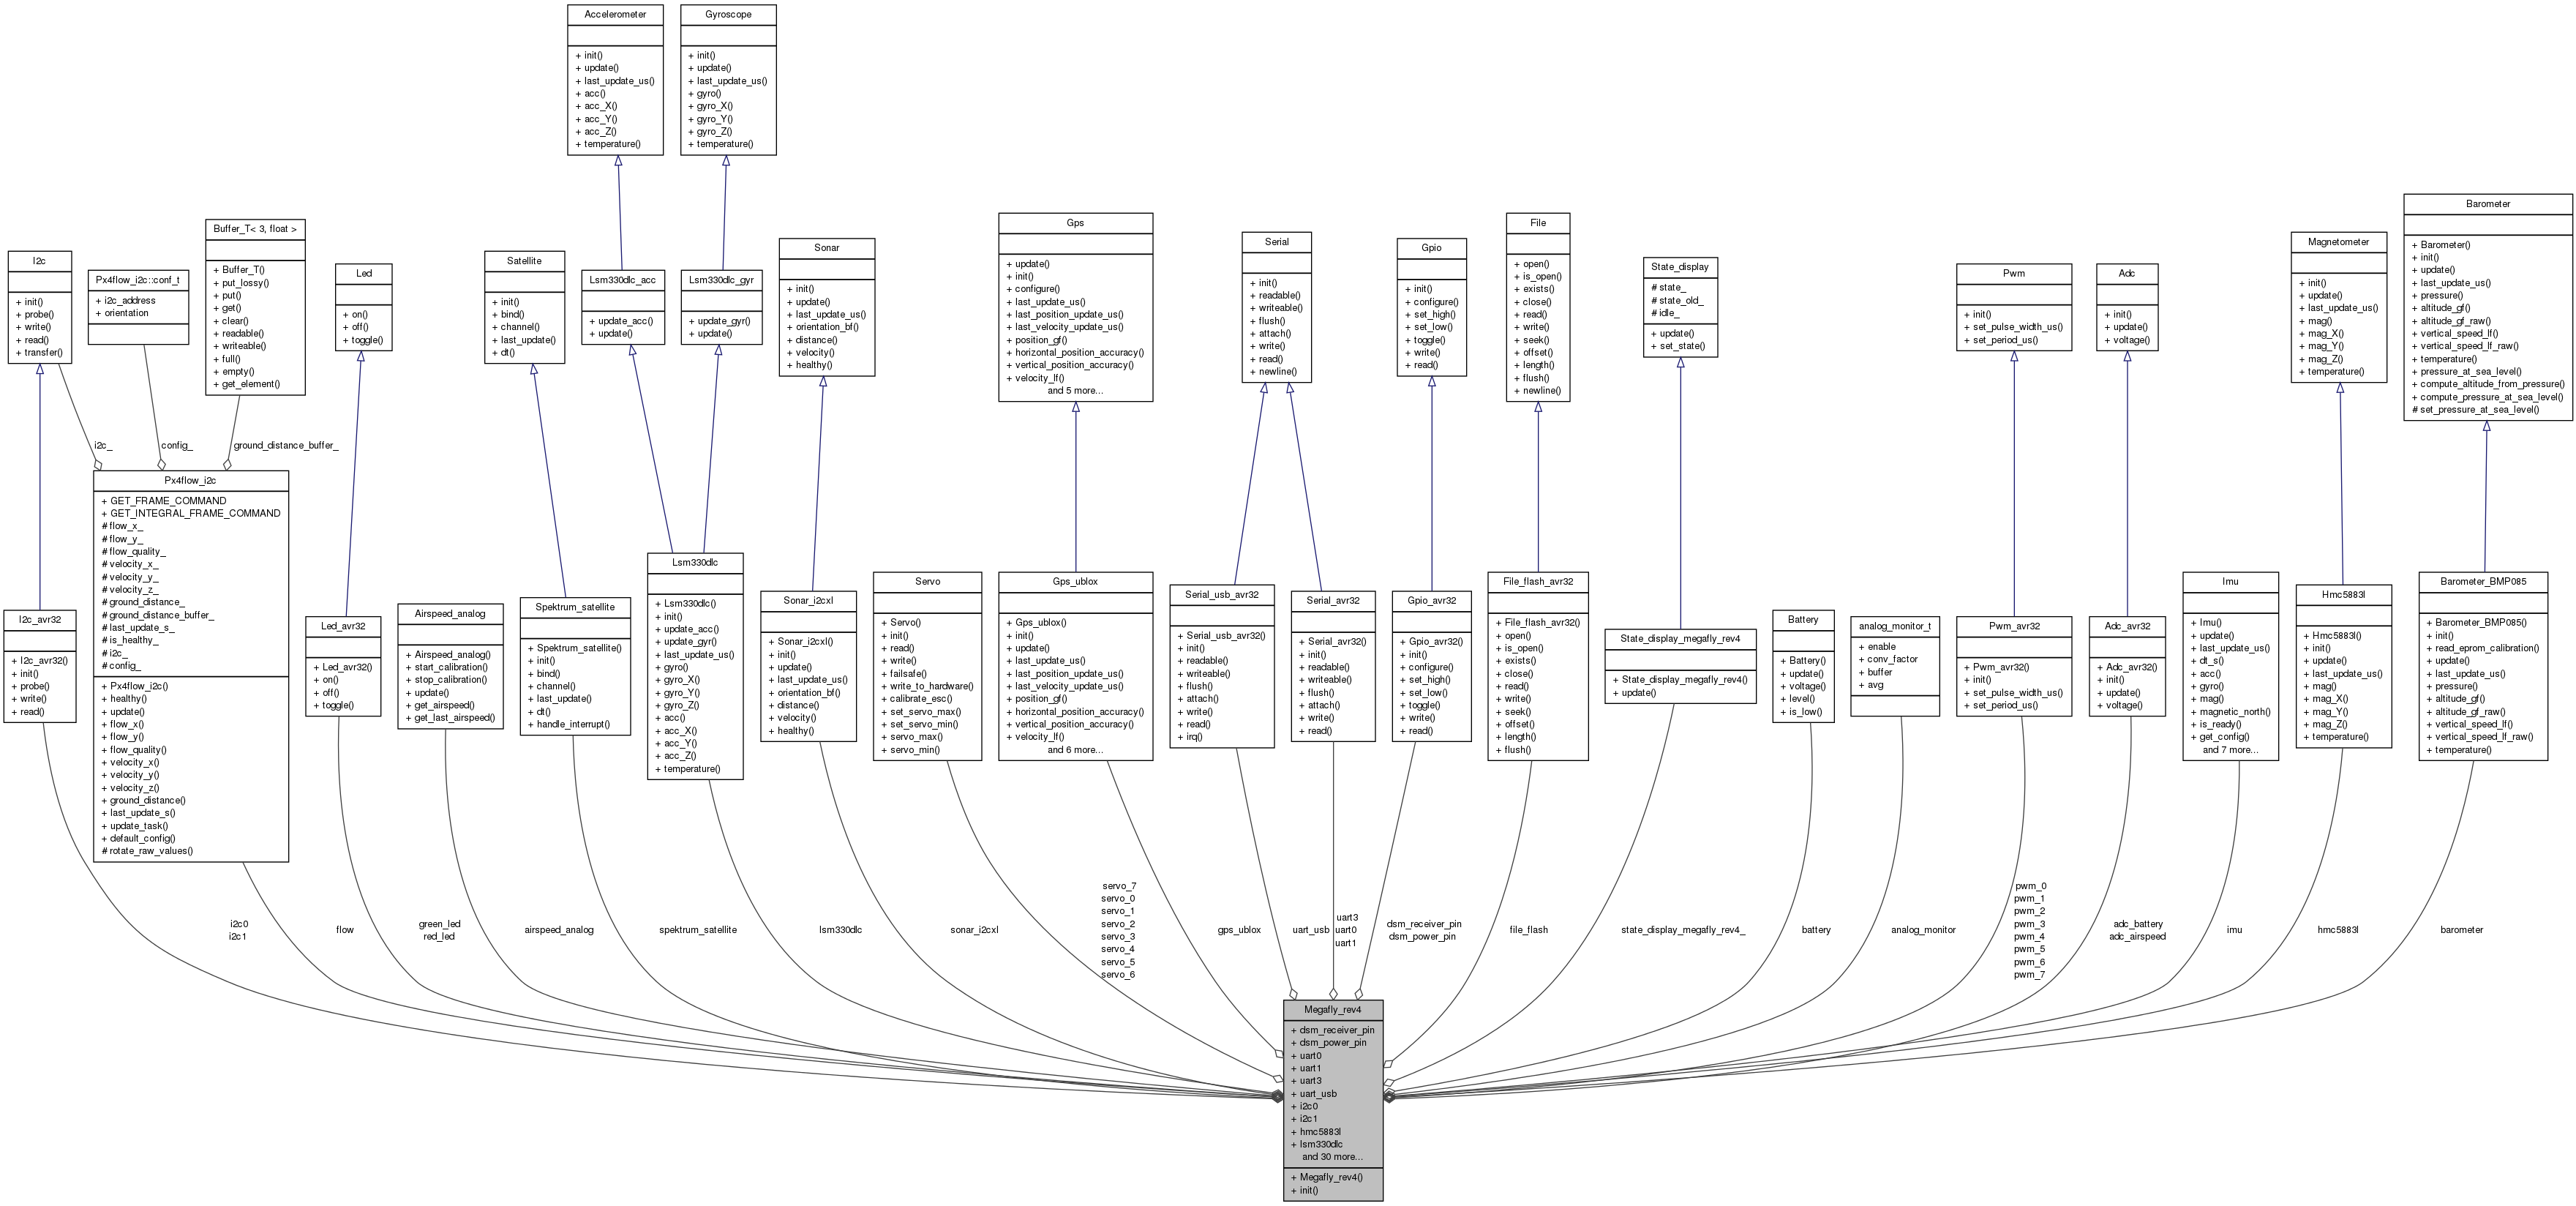 Accelerometer
+ init()
+ update()
+ last_update_us()
+ acc()
+ acc_X()
+ acc_Y()
+ acc_Z()
+ temperature()
Gyroscope
+ init()
+ update()
+ last_update_us()
+ gyro()
+ gyro_X()
+ gyro_Y()
+ gyro_Z()
+ temperature()
I2c
+ init()
+ probe()
+ write()
+ read()
+ transfer()
Px4flow_i2c::conf_t
+ i2c_address
+ orientation
Buffer_T< 3, float >
+ Buffer_T()
+ put_lossy()
+ put()
+ get()
+ clear()
+ readable()
+ writeable()
+ full()
+ empty()
+ get_element()
Led
+ on()
+ off()
+ toggle()
Satellite
+ init()
+ bind()
+ channel()
+ last_update()
+ dt()
Lsm330dlc_acc
+ update_acc()
+ update()
Lsm330dlc_gyr
+ update_gyr()
+ update()
Sonar
+ init()
+ update()
+ last_update_us()
+ orientation_bf()
+ distance()
+ velocity()
+ healthy()
Gps
+ update()
+ init()
+ configure()
+ last_update_us()
+ last_position_update_us()
+ last_velocity_update_us()
+ position_gf()
+ horizontal_position_accuracy()
+ vertical_position_accuracy()
+ velocity_lf()
and 5 more...
Serial
+ init()
+ readable()
+ writeable()
+ flush()
+ attach()
+ write()
+ read()
+ newline()
Gpio
+ init()
+ configure()
+ set_high()
+ set_low()
+ toggle()
+ write()
+ read()
File
+ open()
+ is_open()
+ exists()
+ close()
+ read()
+ write()
+ seek()
+ offset()
+ length()
+ flush()
+ newline()
State_display
# state_
# state_old_
# idle_
+ update()
+ set_state()
Pwm
+ init()
+ set_pulse_width_us()
+ set_period_us()
Adc
+ init()
+ update()
+ voltage()
Magnetometer
+ init()
+ update()
+ last_update_us()
+ mag()
+ mag_X()
+ mag_Y()
+ mag_Z()
+ temperature()
Barometer
+ Barometer()
+ init()
+ update()
+ last_update_us()
+ pressure()
+ altitude_gf()
+ altitude_gf_raw()
+ vertical_speed_lf()
+ vertical_speed_lf_raw()
+ temperature()
+ pressure_at_sea_level()
+ compute_altitude_from_pressure()
+ compute_pressure_at_sea_level()
# set_pressure_at_sea_level()
i2c_
config_
ground_distance_buffer_
I2c_avr32
+ I2c_avr32()
+ init()
+ probe()
+ write()
+ read()
Px4flow_i2c
+ GET_FRAME_COMMAND
+ GET_INTEGRAL_FRAME_COMMAND
# flow_x_
# flow_y_
# flow_quality_
# velocity_x_
# velocity_y_
# velocity_z_
# ground_distance_
# ground_distance_buffer_
# last_update_s_
# is_healthy_
# i2c_
# config_
+ Px4flow_i2c()
+ healthy()
+ update()
+ flow_x()
+ flow_y()
+ flow_quality()
+ velocity_x()
+ velocity_y()
+ velocity_z()
+ ground_distance()
+ last_update_s()
+ update_task()
+ default_config()
# rotate_raw_values()
Led_avr32
+ Led_avr32()
+ on()
+ off()
+ toggle()
Airspeed_analog
+ Airspeed_analog()
+ start_calibration()
+ stop_calibration()
+ update()
+ get_airspeed()
+ get_last_airspeed()
Spektrum_satellite
+ Spektrum_satellite()
+ init()
+ bind()
+ channel()
+ last_update()
+ dt()
+ handle_interrupt()
Lsm330dlc
+ Lsm330dlc()
+ init()
+ update_acc()
+ update_gyr()
+ last_update_us()
+ gyro()
+ gyro_X()
+ gyro_Y()
+ gyro_Z()
+ acc()
+ acc_X()
+ acc_Y()
+ acc_Z()
+ temperature()
Sonar_i2cxl
+ Sonar_i2cxl()
+ init()
+ update()
+ last_update_us()
+ orientation_bf()
+ distance()
+ velocity()
+ healthy()
Servo
+ Servo()
+ init()
+ read()
+ write()
+ failsafe()
+ write_to_hardware()
+ calibrate_esc()
+ set_servo_max()
+ set_servo_min()
+ servo_max()
+ servo_min()
Gps_ublox
+ Gps_ublox()
+ init()
+ update()
+ last_update_us()
+ last_position_update_us()
+ last_velocity_update_us()
+ position_gf()
+ horizontal_position_accuracy()
+ vertical_position_accuracy()
+ velocity_lf()
and 6 more...
Serial_usb_avr32
+ Serial_usb_avr32()
+ init()
+ readable()
+ writeable()
+ flush()
+ attach()
+ write()
+ read()
+ irq()
Serial_avr32
+ Serial_avr32()
+ init()
+ readable()
+ writeable()
+ flush()
+ attach()
+ write()
+ read()
Gpio_avr32
+ Gpio_avr32()
+ init()
+ configure()
+ set_high()
+ set_low()
+ toggle()
+ write()
+ read()
File_flash_avr32
+ File_flash_avr32()
+ open()
+ is_open()
+ exists()
+ close()
+ read()
+ write()
+ seek()
+ offset()
+ length()
+ flush()
State_display_megafly_rev4
+ State_display_megafly_rev4()
+ update()
Battery
+ Battery()
+ update()
+ voltage()
+ level()
+ is_low()
analog_monitor_t
+ enable
+ conv_factor
+ buffer
+ avg
Pwm_avr32
+ Pwm_avr32()
+ init()
+ set_pulse_width_us()
+ set_period_us()
Adc_avr32
+ Adc_avr32()
+ init()
+ update()
+ voltage()
Imu
+ Imu()
+ update()
+ last_update_us()
+ dt_s()
+ acc()
+ gyro()
+ mag()
+ magnetic_north()
+ is_ready()
+ get_config()
and 7 more...
Hmc5883l
+ Hmc5883l()
+ init()
+ update()
+ last_update_us()
+ mag()
+ mag_X()
+ mag_Y()
+ mag_Z()
+ temperature()
Barometer_BMP085
+ Barometer_BMP085()
+ init()
+ read_eprom_calibration()
+ update()
+ last_update_us()
+ pressure()
+ altitude_gf()
+ altitude_gf_raw()
+ vertical_speed_lf()
+ vertical_speed_lf_raw()
+ temperature()
i2c0
i2c1
flow
green_led
red_led
airspeed_analog
spektrum_satellite
lsm330dlc
sonar_i2cxl
servo_7
servo_0
servo_1
servo_2
servo_3
servo_4
servo_5
servo_6
gps_ublox
uart_usb
uart3
uart0
uart1
dsm_receiver_pin
dsm_power_pin
file_flash
state_display_megafly_rev4_
battery
analog_monitor
pwm_0
pwm_1
pwm_2
pwm_3
pwm_4
pwm_5
pwm_6
pwm_7
adc_battery
adc_airspeed
imu
hmc5883l
barometer
Megafly_rev4
+ dsm_receiver_pin
+ dsm_power_pin
+ uart0
+ uart1
+ uart3
+ uart_usb
+ i2c0
+ i2c1
+ hmc5883l
+ lsm330dlc
and 30 more...
+ Megafly_rev4()
+ init()